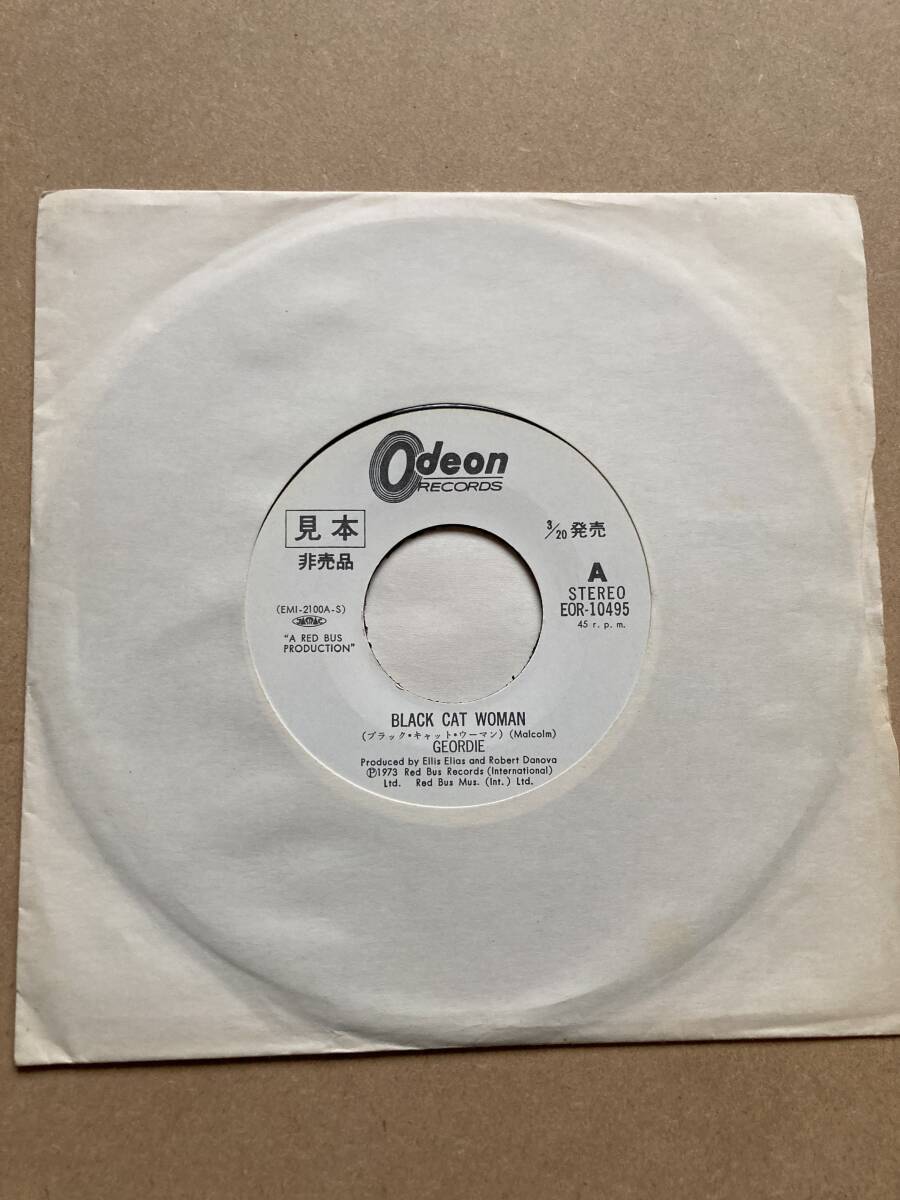 Odeon
RECORDS
見本
非売品
3/20 発売
A
STEREO
EOR-10495
45 r.p.m.
(EMI-2100A-S)
JASRAC
"A RED BUS
PRODUCTION"
BLACK CAT WOMAN
(ブラック・キャット・ウーマン) (Malcolm)
GEORDIE
Produced by Ellis Elias and Robert Danova
Ⓟ1973 Red Bus Records (International)
Ltd. Red Bus Mus. (Int.) Ltd.